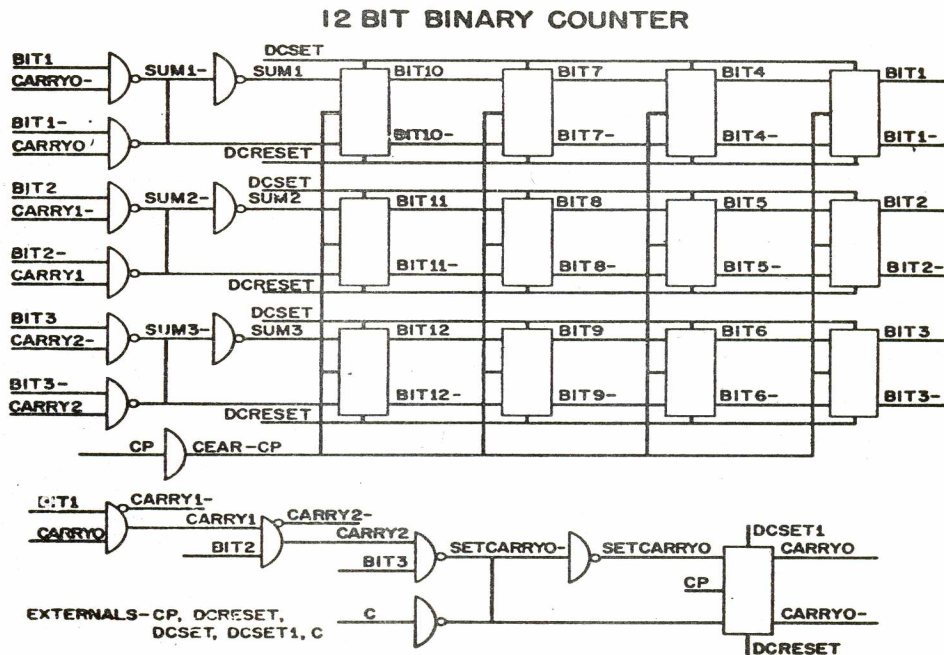 12 BIT BINARY COUNTER
DCSET
BIT1 SUM1- SUM1 BIT10 BIT7 BIT4 BIT1
CARRYO-
BIT1- BIT10- BIT7- BIT4- BIT1-
CARRYO
DCRESET
DCSET
BIT2 SUM2- SUM2 BIT11 BIT8 BIT5 BIT2
CARRY1-
BIT2- BIT11- BIT8- BIT5- BIT2-
CARRY1
DCRESET
DCSET
BIT3 SUM3- SUM3 BIT12 BIT9 BIT6 BIT3
CARRY2-
BIT3- BIT12- BIT9- BIT6- BIT3-
CARRY2
DCRESET
CP CEAR-CP
BIT1 CARRY1-
CARRYO CARRY1 CARRY2-
BIT2 CARRY2 DCSET1
BIT3 SETCARRYO- SETCARRYO CARRYO
CP
EXTERNALS-CP, DCRESET, C CARRYO-
DCSET, DCSET1, C
DCRESET